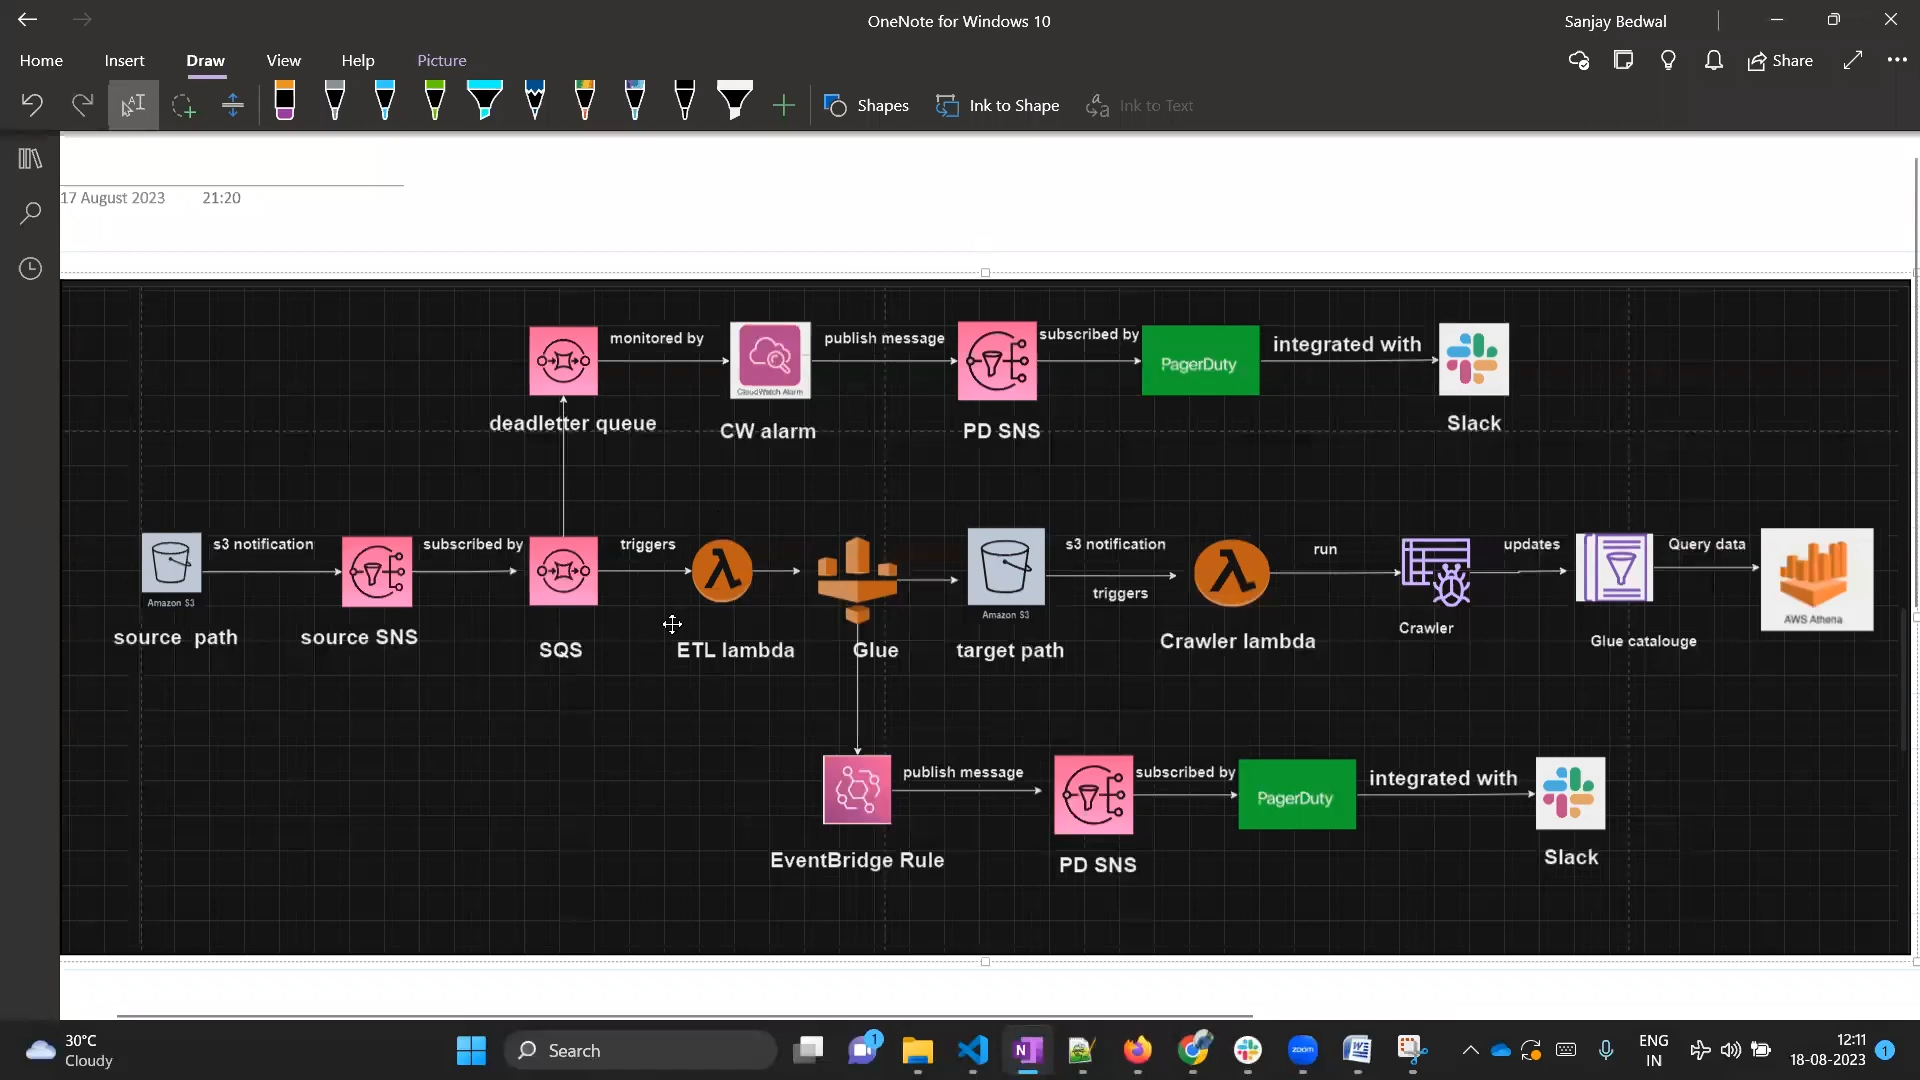 OneNote for Windows 10
Sanjay Bedwal
Home Insert Draw View Help Picture
Share
Shapes Ink to Shape Ink to Text
17 August 2023 21:20
monitored by
publish message
subscribed by
integrated with
CloudWatch Alarm
PagerDuty
deadletter queue
CW alarm
PD SNS
Slack
s3 notification
subscribed by
triggers
s3 notification
triggers
run
updates
Query data
Amazon S3
Amazon S3
AWS Athena
source path
source SNS
SQS
ETL lambda
Glue
target path
Crawler lambda
Crawler
Glue catalouge
publish message
subscribed by
integrated with
PagerDuty
EventBridge Rule
PD SNS
Slack
30°C
Cloudy
Search
1
zoom
ENG
IN
12:11
18-08-2023
1